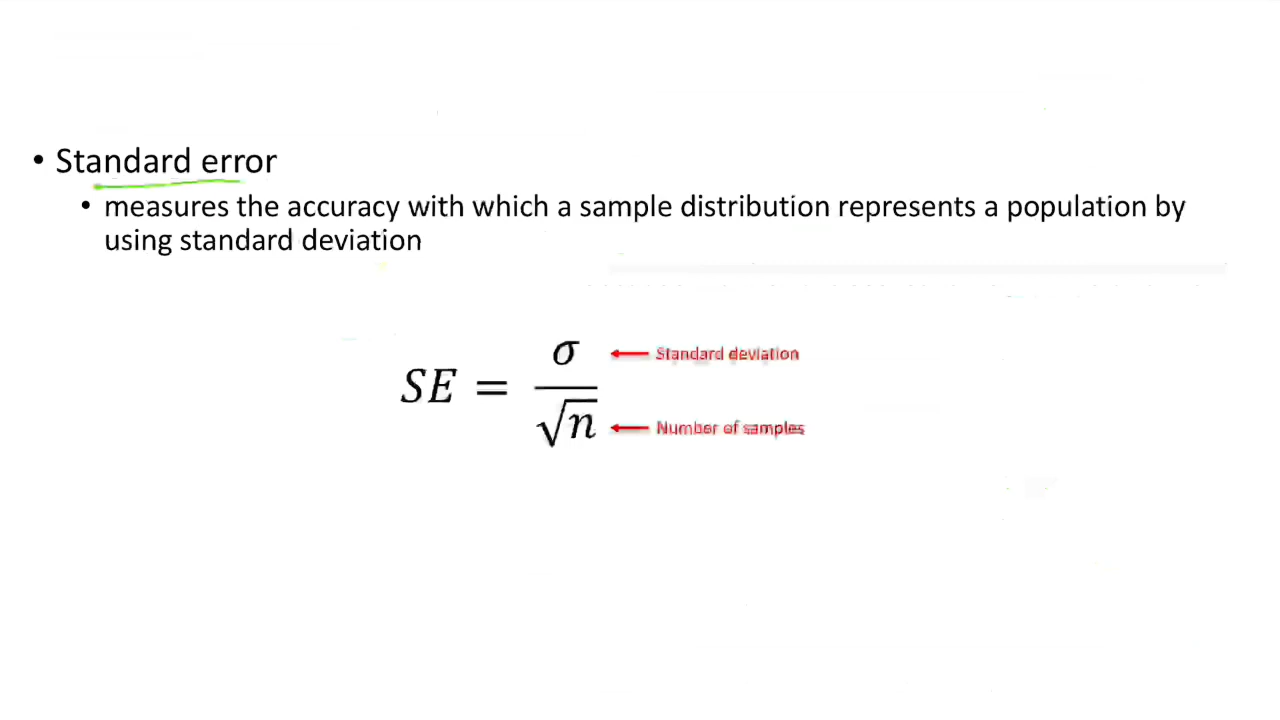 • Standard error
• measures the accuracy with which a sample distribution represents a population by
using standard deviation
SE = σ / √n
Standard deviation
Number of samples